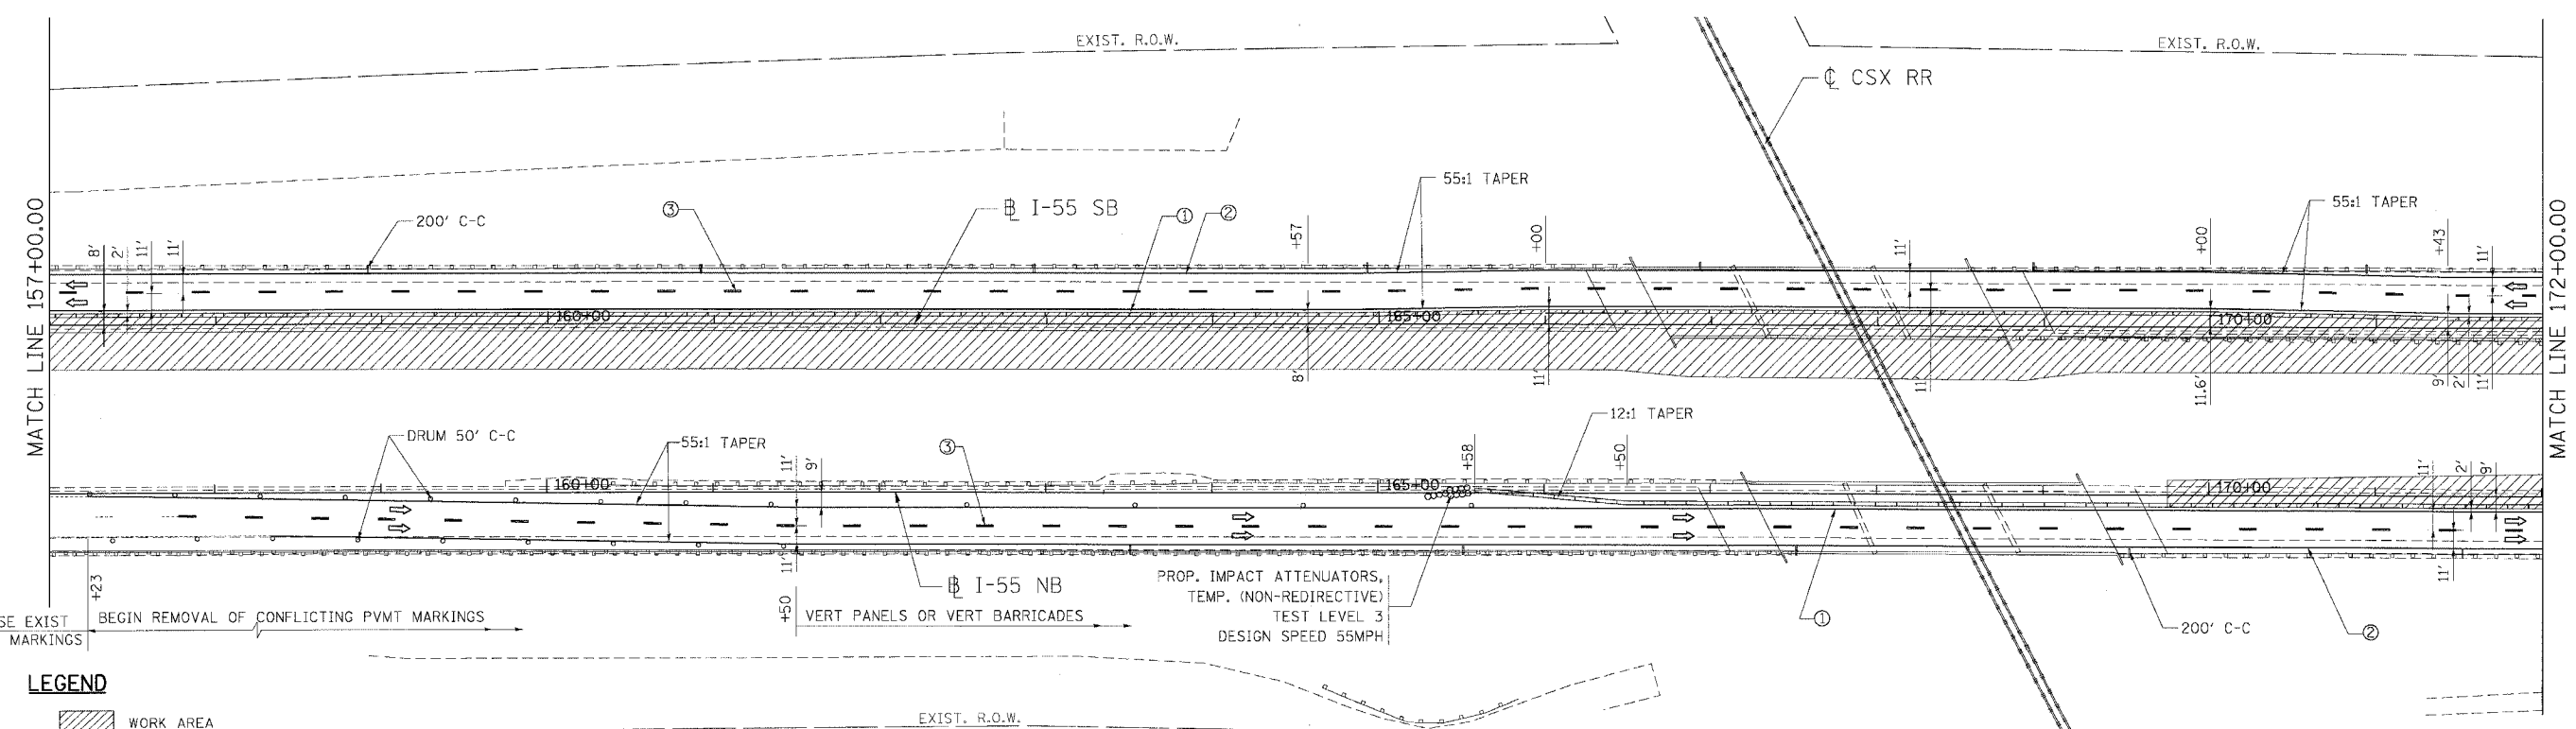 EXIST. R.O.W.
EXIST. R.O.W.
℄ CSX RR
MATCH LINE 157+00.00
MATCH LINE 172+00.00
55:1 TAPER
55:1 TAPER
200' C-C
③
℄ I-55 SB
①
②
8'
2'
11'
11'
+57
+00
11'
+00
+43
11'
160+00
165+00
170+00
8'
11'
11'
11.6'
9'
2'
11'
DRUM 50' C-C
55:1 TAPER
11'
9'
③
12:1 TAPER
+58
+50
11'
2'
9'
160+00
165+00
170+00
11'
11'
+23
+50
℄ I-55 NB
PROP. IMPACT ATTENUATORS,
TEMP. (NON-REDIRECTIVE)
TEST LEVEL 3
DESIGN SPEED 55MPH
①
200' C-C
②
SE EXIST
MARKINGS
BEGIN REMOVAL OF CONFLICTING PVMT MARKINGS
VERT PANELS OR VERT BARRICADES
LEGEND
WORK AREA
EXIST. R.O.W.